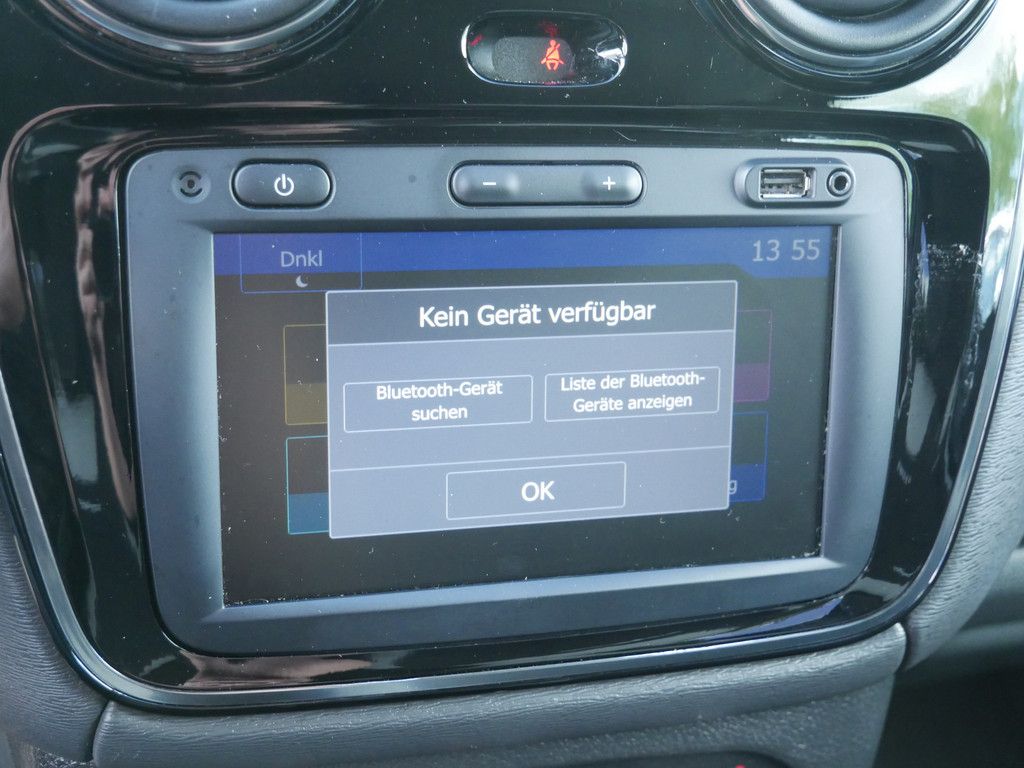 Dnkl
13 55
Kein Gerät verfügbar
Bluetooth-Gerät
suchen
Liste der Bluetooth-
Geräte anzeigen
OK
g